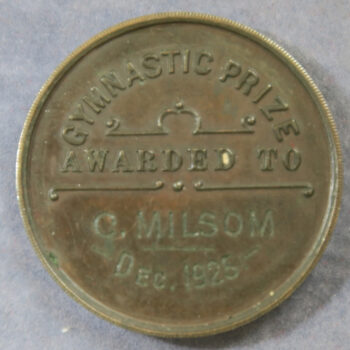 GYMNASTIC PRIZE
AWARDED TO
C. MILSOM
DEC. 1925